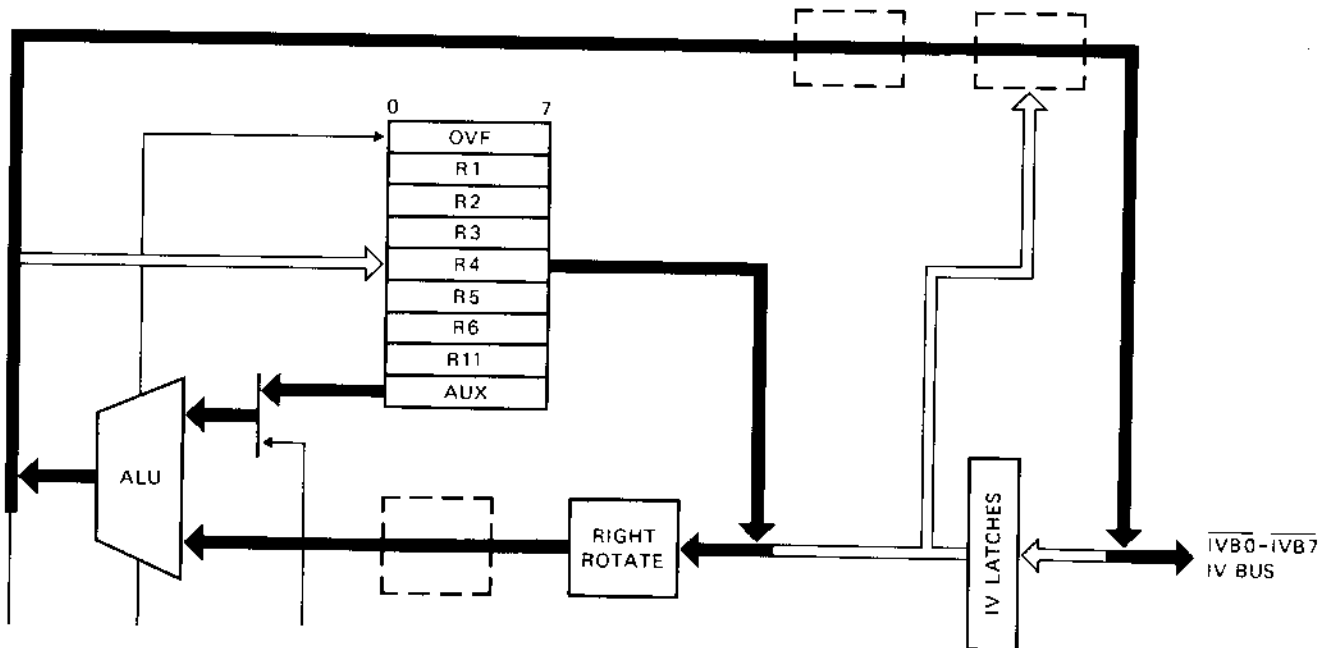 0 7
OVF
R1
R2
R3
R4
R5
R6
R11
AUX
ALU
RIGHT
ROTATE
IV LATCHES
IVB0-IVB7
IV BUS